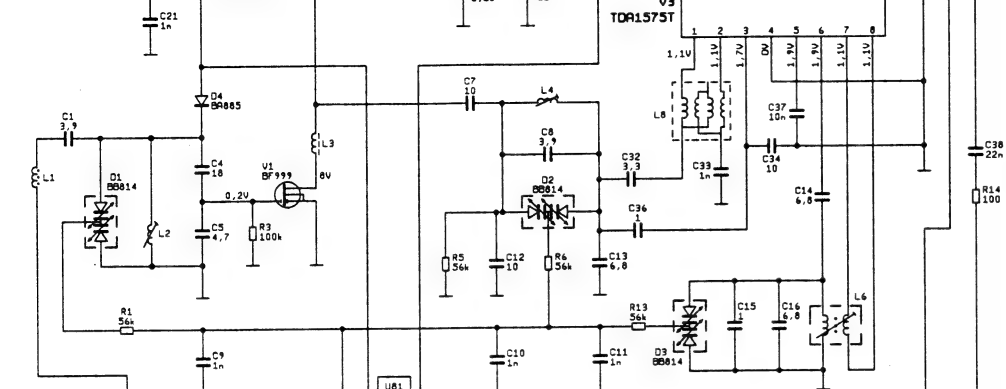 C21
1n
V3
TDA1575T
1 2 3 4 5 6 7 8
1,1V
1,1V
1,7V
0V
1,9V
1,9V
1,1V
1,1V
D4
BA885
C1
3,9
C7
10
L4
L8
C37
10n
L1
D1
BB814
C4
18
V1
BF999
L3
8V
C8
3,9
C32
3,3
C33
1n
C34
10
C38
22n
0,2V
D2
BB814
C14
6,8
R14
100
L2
C5
4,7
R3
100k
C36
1
R5
56k
C12
10
R6
56k
C13
6,8
R1
56k
R13
56k
C15
1
C16
6,8
L6
C9
1n
C10
1n
C11
1n
D3
BB814
U81